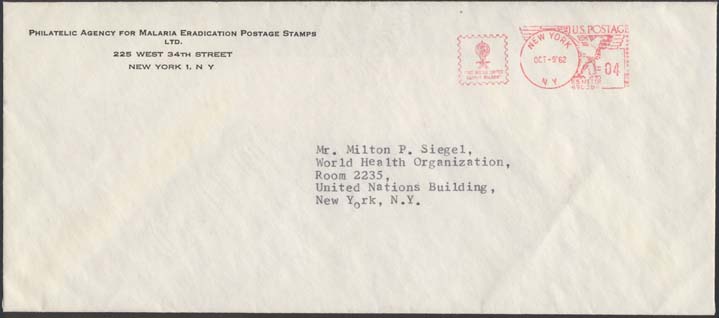 PHILATELIC AGENCY FOR MALARIA ERADICATION POSTAGE STAMPS
LTD.
225 WEST 34TH STREET
NEW YORK 1, N Y
U.S. POSTAGE
NEW YORK
OCT-9'62
N.Y.
04
Mr. Milton P. Siegel,
World Health Organization,
Room 2235,
United Nations Building,
New York, N.Y.